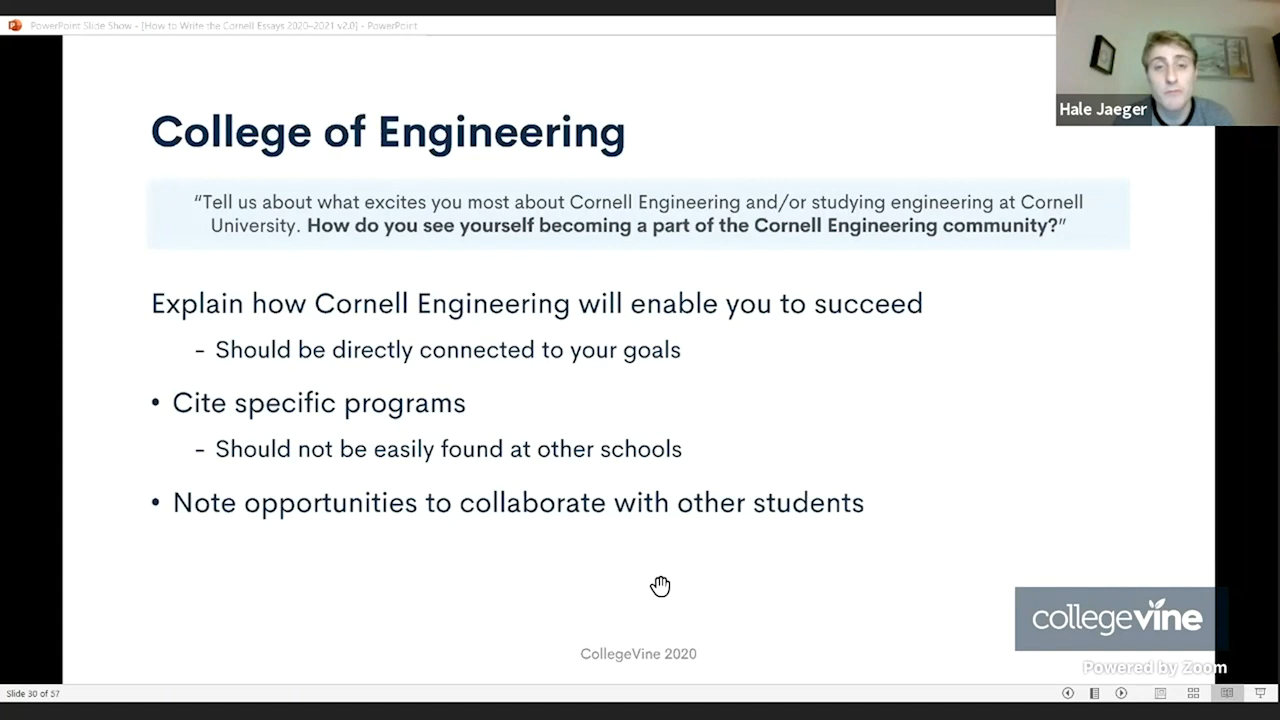 PowerPoint Slide Show - [How to Write the Cornell Essays 2020–2021 v2.0] - PowerPoint
Hale Jaeger
College of Engineering
“Tell us about what excites you most about Cornell Engineering and/or studying engineering at Cornell
University. How do you see yourself becoming a part of the Cornell Engineering community?”
Explain how Cornell Engineering will enable you to succeed
- Should be directly connected to your goals
• Cite specific programs
- Should not be easily found at other schools
• Note opportunities to collaborate with other students
collegevine
CollegeVine 2020
Powered by Zoom
Slide 30 of 57